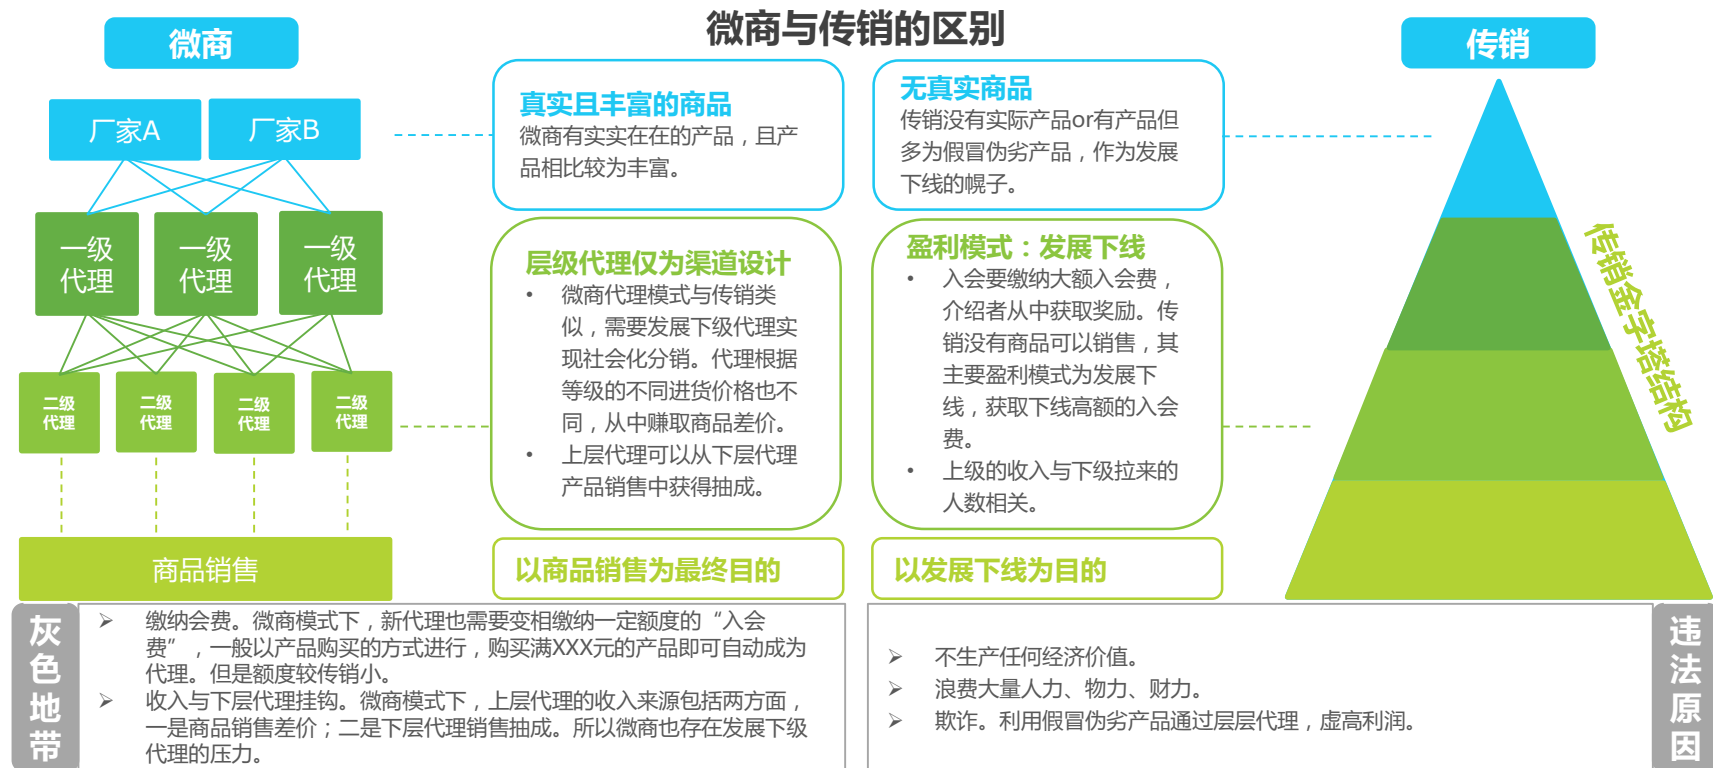 微商与传销的区别
微商
传销
厂家A
厂家B
一级
代理
一级
代理
一级
代理
二级
代理
二级
代理
二级
代理
二级
代理
商品销售
真实且丰富的商品
微商有实实在在的产品，且产
品相比较为丰富。
层级代理仅为渠道设计
• 微商代理模式与传销类
似，需要发展下级代理实
现社会化分销。代理根据
等级的不同进货价格也不
同，从中赚取商品差价。
• 上层代理可以从下层代理
产品销售中获得抽成。
以商品销售为最终目的
无真实商品
传销没有实际产品or有产品但
多为假冒伪劣产品，作为发展
下线的幌子。
盈利模式：发展下线
• 入会要缴纳大额入会费，
介绍者从中获取奖励。传
销没有商品可以销售，其
主要盈利模式为发展下
线，获取下线高额的入会
费。
• 上级的收入与下级拉来的
人数相关。
以发展下线为目的
传销金字塔结构
灰色地带
➢ 缴纳会费。微商模式下，新代理也需要变相缴纳一定额度的“入会
费”，一般以产品购买的方式进行，购买满XXX元的产品即可自动成为
代理。但是额度较传销小。
➢ 收入与下层代理挂钩。微商模式下，上层代理的收入来源包括两方面，
一是商品销售差价；二是下层代理销售抽成。所以微商也存在发展下级
代理的压力。
➢ 不生产任何经济价值。
➢ 浪费大量人力、物力、财力。
➢ 欺诈。利用假冒伪劣产品通过层层代理，虚高利润。
违法原因